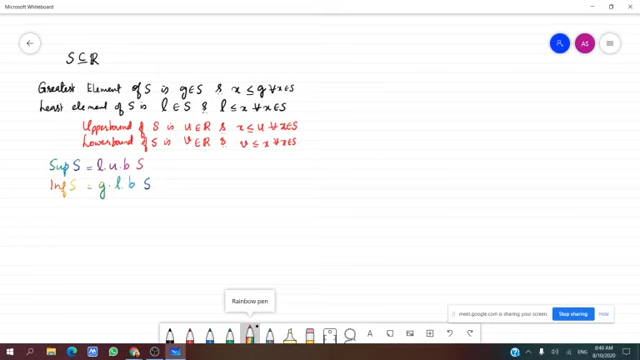 Whiteboard
AS
S ⊆ R
Greatest Element of S is g ∈ S & x ≤ g ∀ x ∈ S
Least element of S is l ∈ S & l ≤ x ∀ x ∈ S
Upperbound of S is u ∈ R & x ≤ u ∀ x ∈ S
Lowerbound of S is v ∈ R & v ≤ x ∀ x ∈ S
Sup S = l.u.b S
Inf S = g.l.b S
Rainbow pen
meet.google.com is sharing your screen. Stop sharing Hide
A
ENG
8:40 AM
8/10/2020